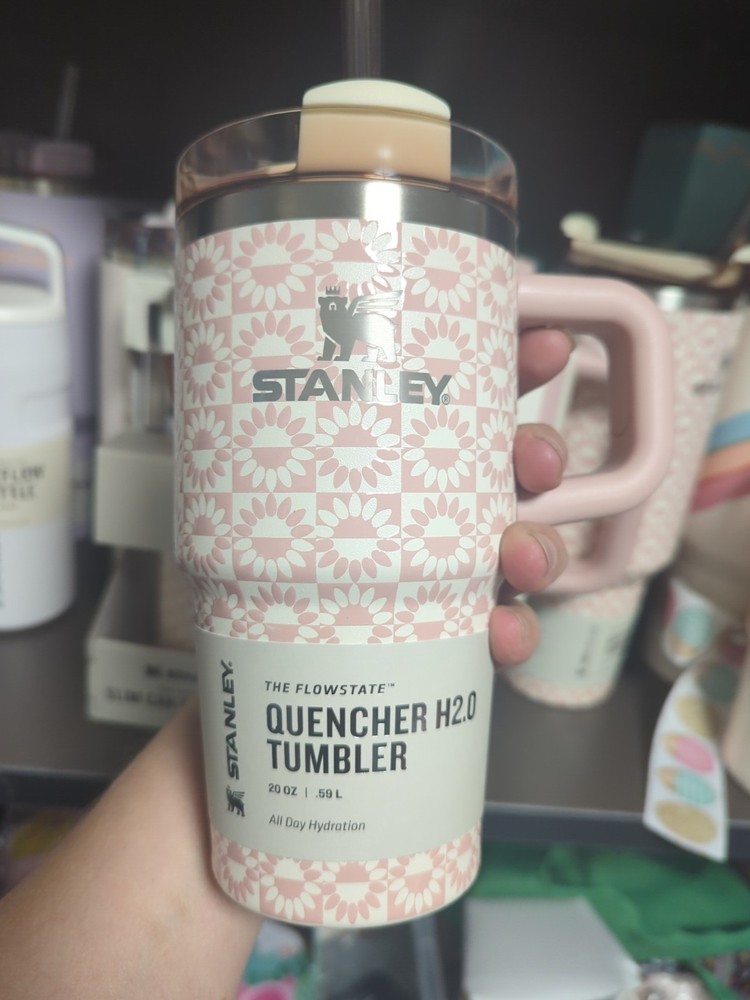 STANLEY®
STANLEY.
THE FLOWSTATE™
QUENCHER H2.0
TUMBLER
20 OZ | .59 L
All Day Hydration